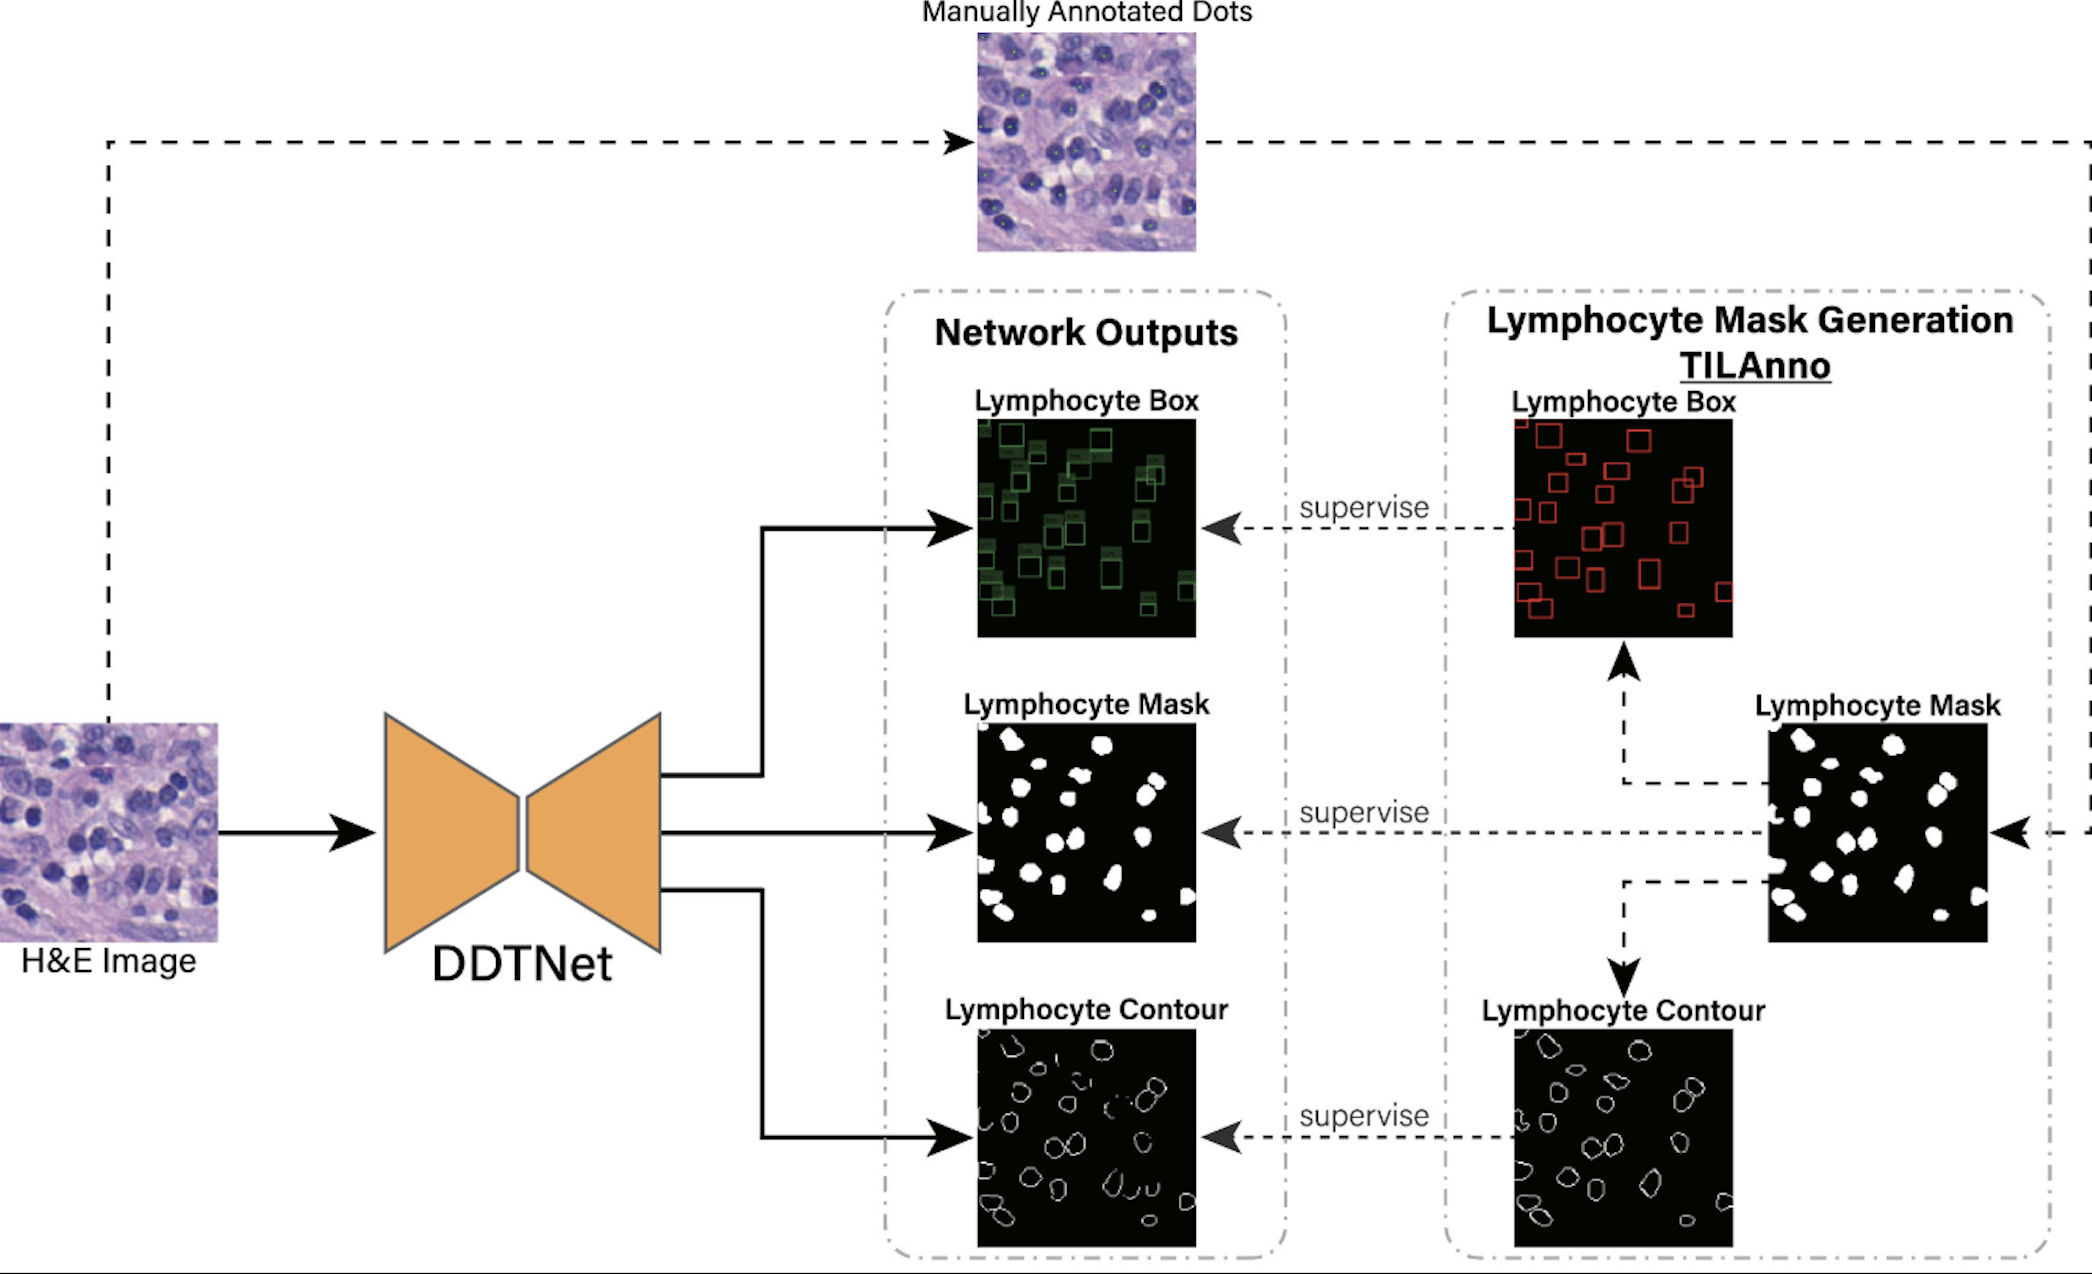 Manually Annotated Dots
Network Outputs
Lymphocyte Mask Generation
TILAnno
Lymphocyte Box
Lymphocyte Box
supervise
Lymphocyte Mask
Lymphocyte Mask
supervise
H&E Image
DDTNet
Lymphocyte Contour
Lymphocyte Contour
supervise